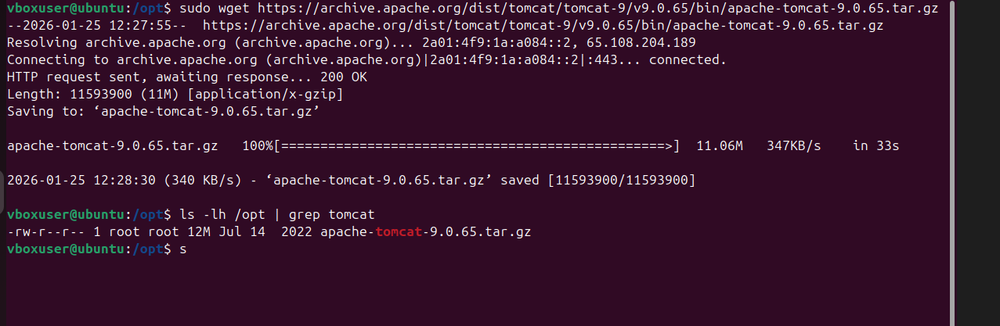 vboxuser@ubuntu:/opt$ sudo wget https://archive.apache.org/dist/tomcat/tomcat-9/v9.0.65/bin/apache-tomcat-9.0.65.tar.gz
--2026-01-25 12:27:55--  https://archive.apache.org/dist/tomcat/tomcat-9/v9.0.65/bin/apache-tomcat-9.0.65.tar.gz
Resolving archive.apache.org (archive.apache.org)... 2a01:4f9:1a:a084::2, 65.108.204.189
Connecting to archive.apache.org (archive.apache.org)|2a01:4f9:1a:a084::2|:443... connected.
HTTP request sent, awaiting response... 200 OK
Length: 11593900 (11M) [application/x-gzip]
Saving to: ‘apache-tomcat-9.0.65.tar.gz’
apache-tomcat-9.0.65.tar.gz   100%[=================================================>]  11.06M   347KB/s    in 33s
2026-01-25 12:28:30 (340 KB/s) - ‘apache-tomcat-9.0.65.tar.gz’ saved [11593900/11593900]
vboxuser@ubuntu:/opt$ ls -lh /opt | grep tomcat
-rw-r--r-- 1 root root 12M Jul 14  2022 apache-tomcat-9.0.65.tar.gz
vboxuser@ubuntu:/opt$ s